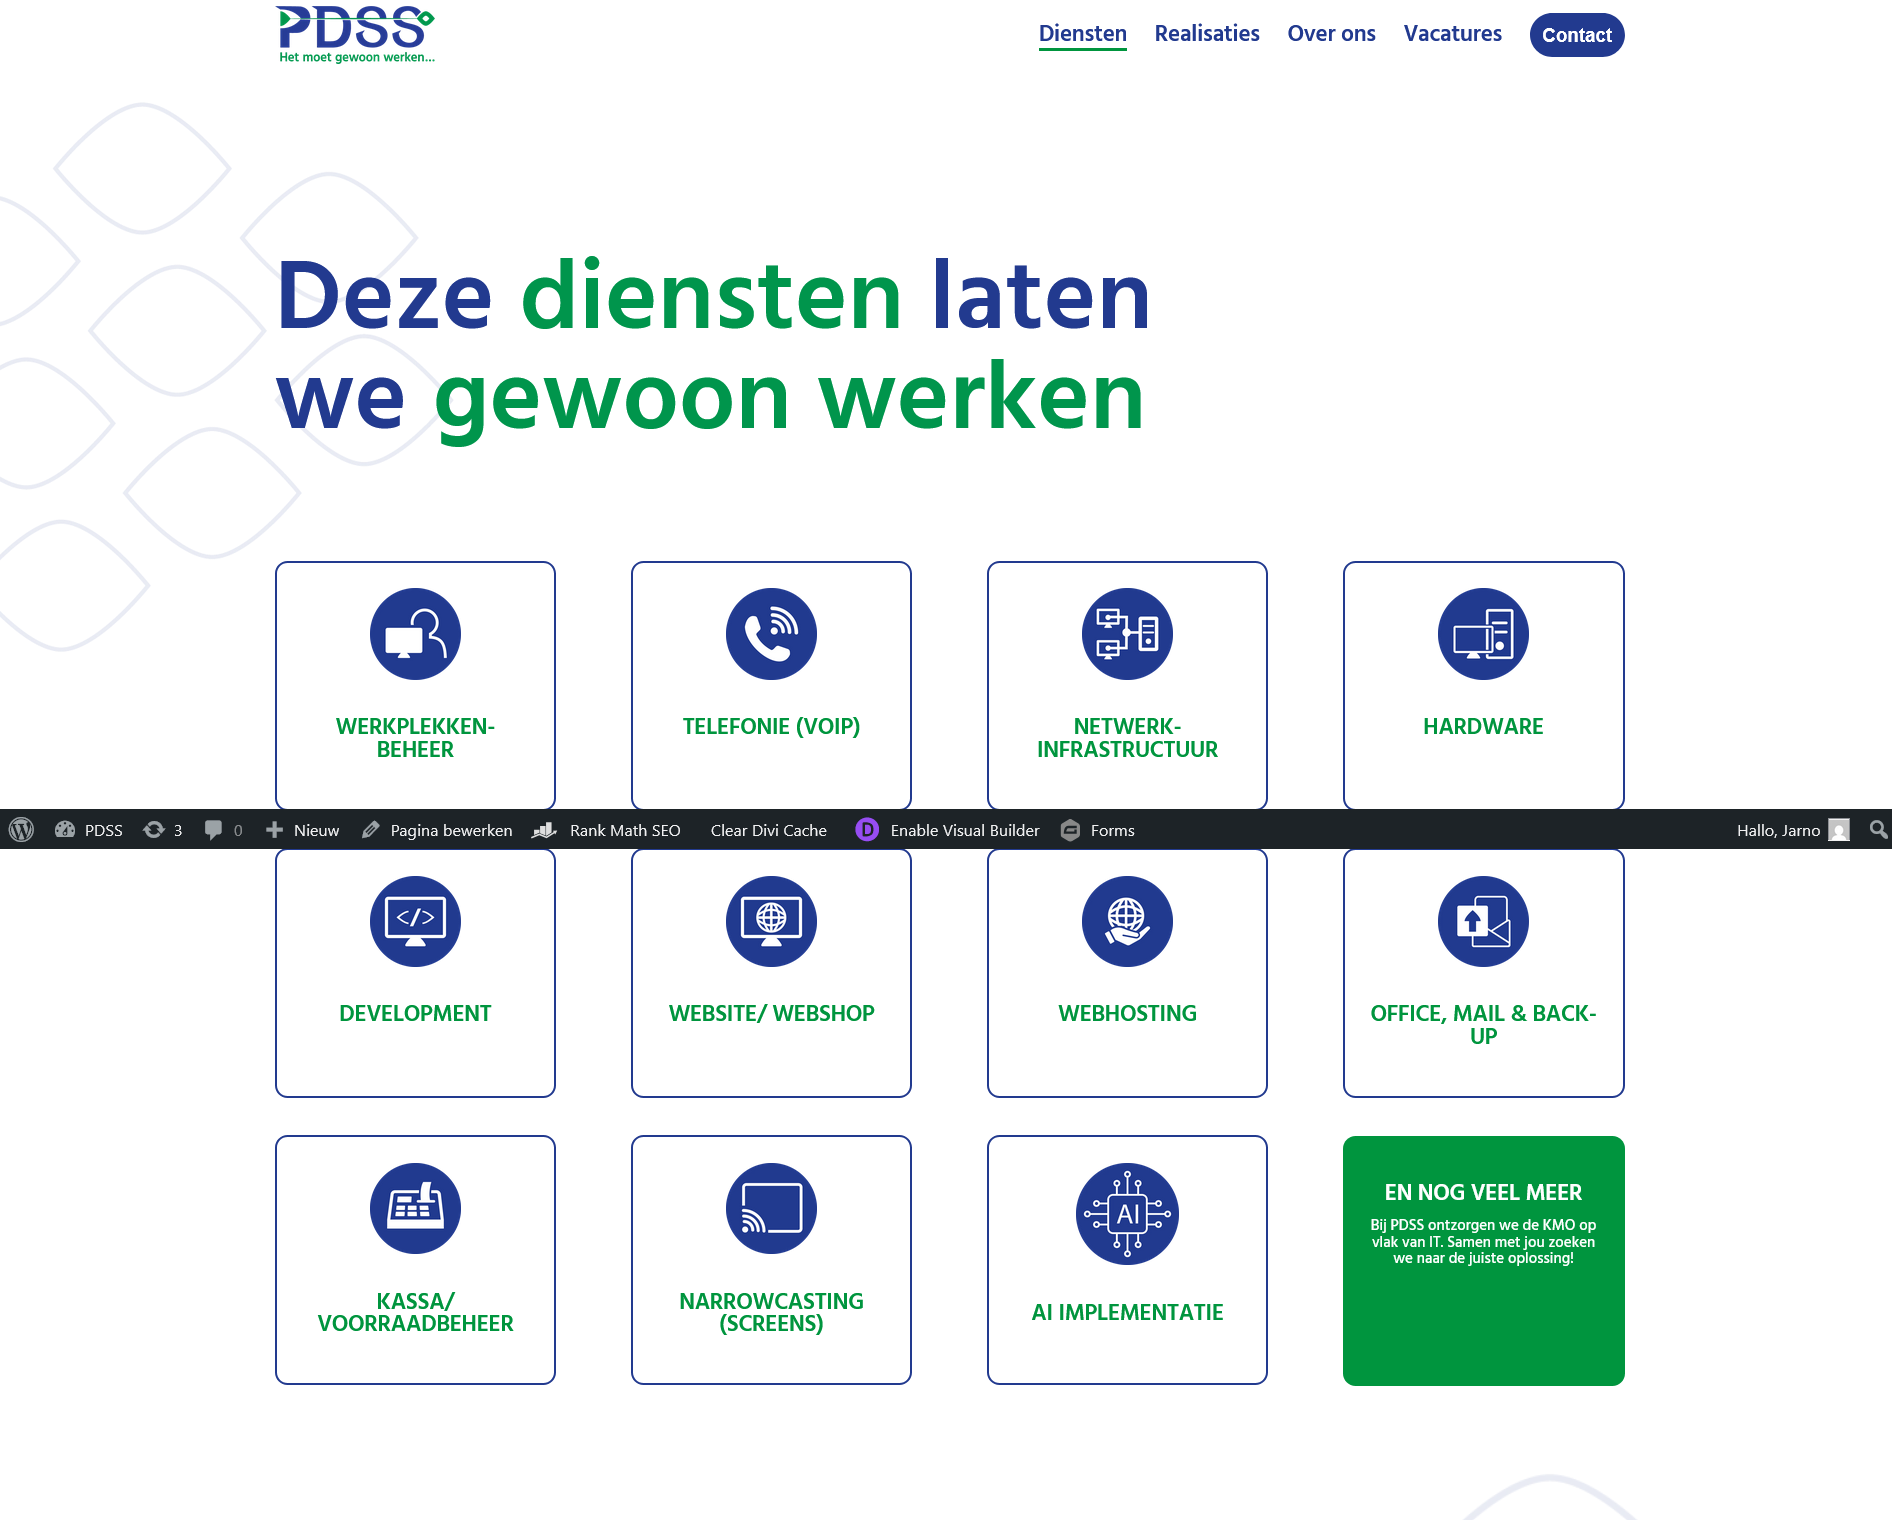 PDSS
Het moet gewoon werken...
Diensten Realisaties Over ons Vacatures Contact
Deze diensten laten
we gewoon werken
WERKPLEKKEN-
BEHEER
TELEFONIE (VOIP)
NETWERK-
INFRASTRUCTUUR
HARDWARE
PDSS 3 0 Nieuw Pagina bewerken Rank Math SEO Clear Divi Cache D Enable Visual Builder Forms Hallo, Jarno
</>
DEVELOPMENT
WEBSITE/ WEBSHOP
WEBHOSTING
OFFICE, MAIL & BACK-
UP
KASSA/
VOORRAADBEHEER
NARROWCASTING
(SCREENS)
AI
AI IMPLEMENTATIE
EN NOG VEEL MEER
Bij PDSS ontzorgen we de KMO op
vlak van IT. Samen met jou zoeken
we naar de juiste oplossing!